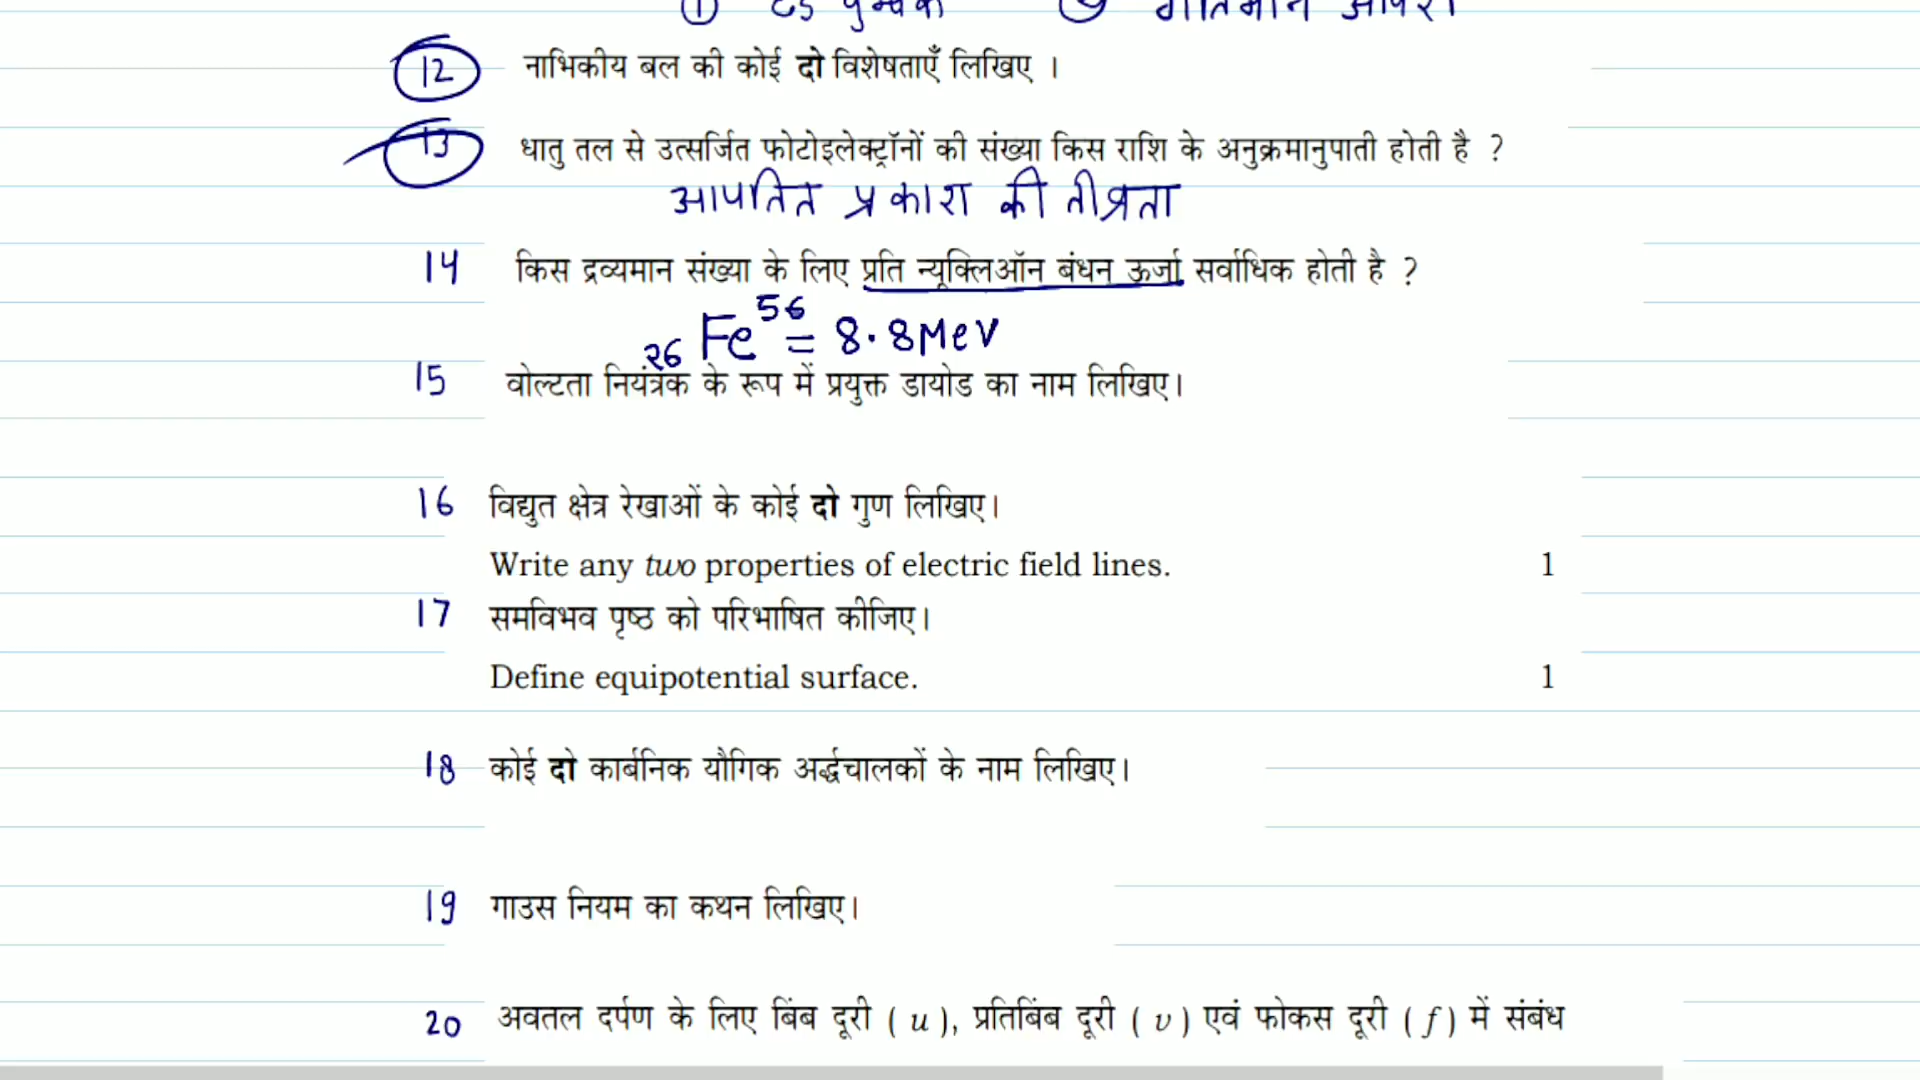 12 नाभिकीय बल की कोई दो विशेषताएँ लिखिए ।
13 धातु तल से उत्सर्जित फोटोइलेक्ट्रॉनों की संख्या किस राशि के अनुक्रमानुपाती होती है ?
आपतित प्रकाश की तीव्रता
14 किस द्रव्यमान संख्या के लिए प्रति न्यूक्लिऑन बंधन ऊर्जा सर्वाधिक होती है ?
26 Fe 56 = 8.8 MeV
15 वोल्टता नियंत्रक के रूप में प्रयुक्त डायोड का नाम लिखिए।
16 विद्युत क्षेत्र रेखाओं के कोई दो गुण लिखिए।
Write any two properties of electric field lines. 1
17 समविभव पृष्ठ को परिभाषित कीजिए।
Define equipotential surface. 1
18 कोई दो कार्बनिक यौगिक अर्द्धचालकों के नाम लिखिए।
19 गाउस नियम का कथन लिखिए।
20 अवतल दर्पण के लिए बिंब दूरी ( u ), प्रतिबिंब दूरी ( v ) एवं फोकस दूरी ( f ) में संबंध